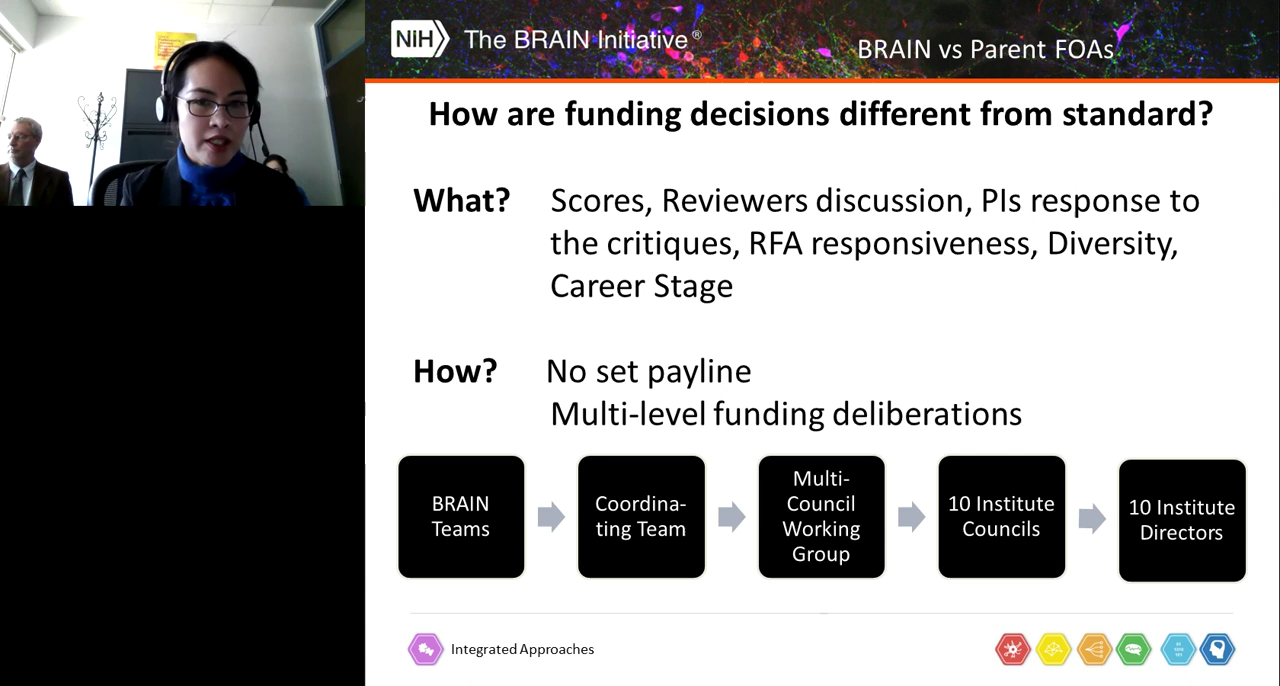 NIH The BRAIN Initiative®
BRAIN vs Parent FOAs
How are funding decisions different from standard?
What? Scores, Reviewers discussion, PIs response to
the critiques, RFA responsiveness, Diversity,
Career Stage
How? No set payline
Multi-level funding deliberations
BRAIN
Teams
Coordina-
ting Team
Multi-
Council
Working
Group
10 Institute
Councils
10 Institute
Directors
Integrated Approaches